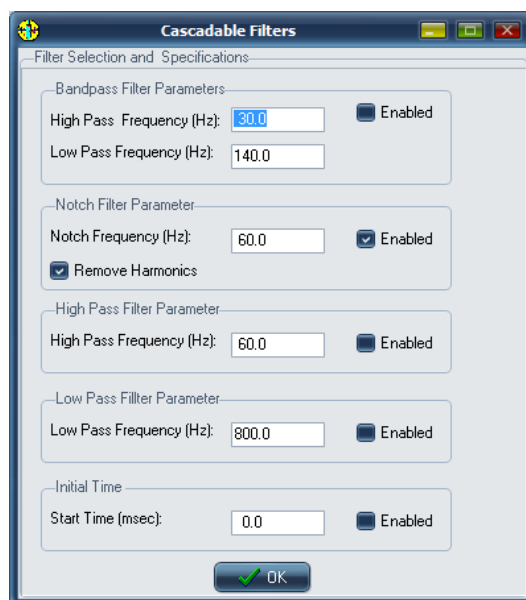 Cascadable Filters
Filter Selection and Specifications
Bandpass Filter Parameters
High Pass Frequency (Hz): 30.0 Enabled
Low Pass Frequency (Hz): 140.0
Notch Filter Parameter
Notch Frequency (Hz): 60.0 Enabled
Remove Harmonics
High Pass Filter Parameter
High Pass Frequency (Hz): 60.0 Enabled
Low Pass Fillter Parameter
Low Pass Frequency (Hz): 800.0 Enabled
Initial Time
Start Time (msec): 0.0 Enabled
OK